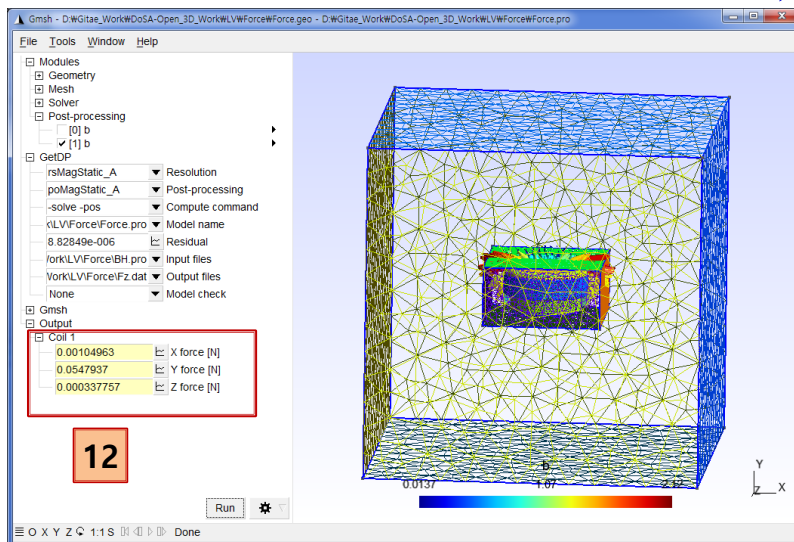 Gmsh - D:₩Gitae_Work₩DoSA-Open_3D_Work₩LV₩Force₩Force.geo - D:₩Gitae_Work₩DoSA-Open_3D_Work₩LV₩Force₩Force.pro
File Tools Window Help
Modules
Geometry
Mesh
Solver
Post-processing
[0] b
[1] b
GetDP
rsMagStatic_A Resolution
poMagStatic_A Post-processing
-solve -pos Compute command
\LV\Force\Force.pro Model name
8.82849e-006 Residual
/ork\LV\Force\BH.pro Input files
Vork\LV\Force\Fz.dat Output files
None Model check
Gmsh
Output
Coil 1
0.00104963 X force [N]
0.0547937 Y force [N]
0.000337757 Z force [N]
12
Run
b
0.0137 1.07
Y
Z X
O X Y Z 1:1 S Done